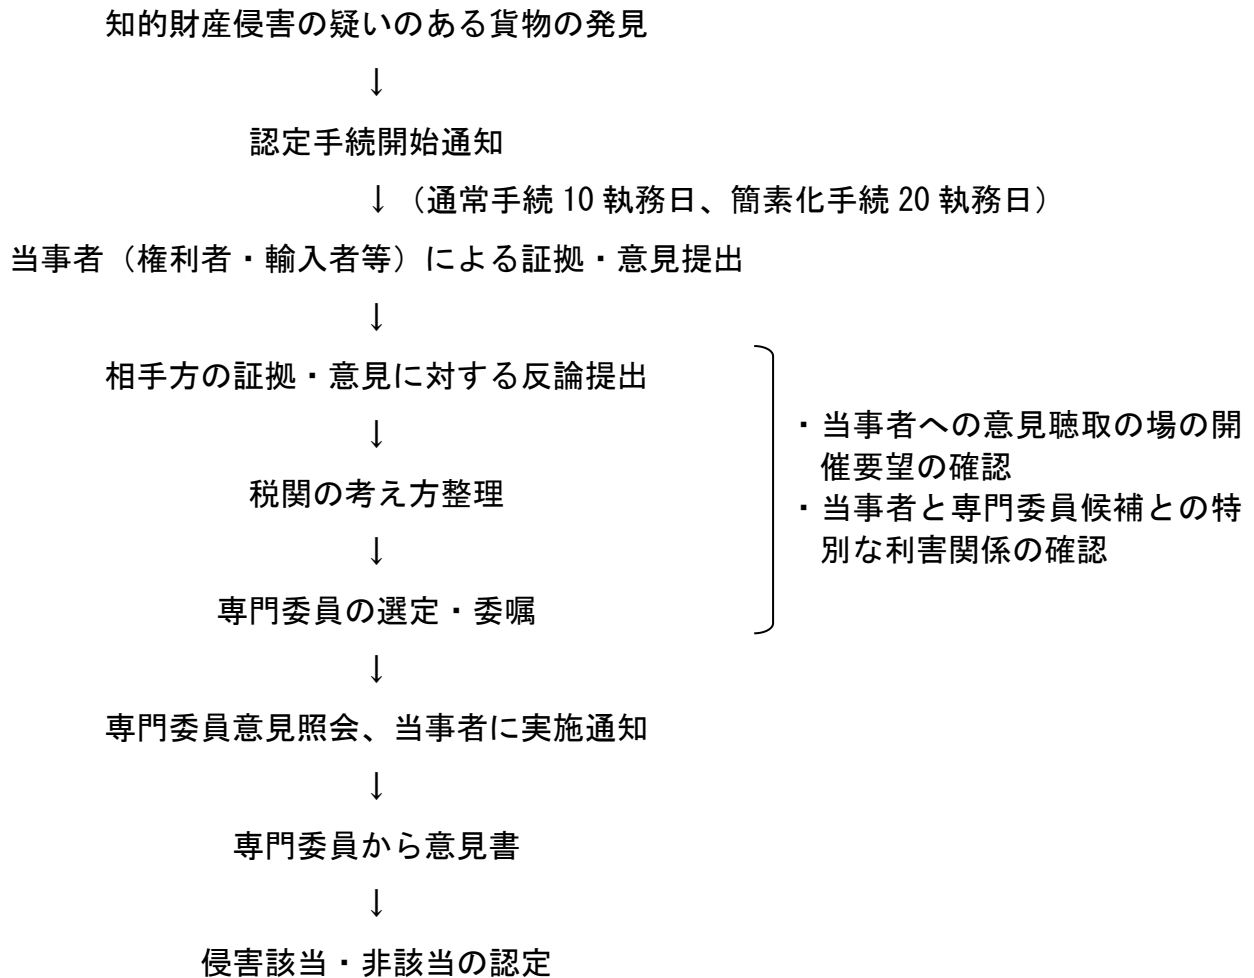 知的財産侵害の疑いのある貨物の発見
↓
認定手続開始通知
↓（通常手続 10 執務日、簡素化手続 20 執務日）
当事者（権利者・輸入者等）による証拠・意見提出
↓
相手方の証拠・意見に対する反論提出
↓
税関の考え方整理
↓
専門委員の選定・委嘱
・当事者への意見聴取の場の開
催要望の確認
・当事者と専門委員候補との特
別な利害関係の確認
↓
専門委員意見照会、当事者に実施通知
↓
専門委員から意見書
↓
侵害該当・非該当の認定